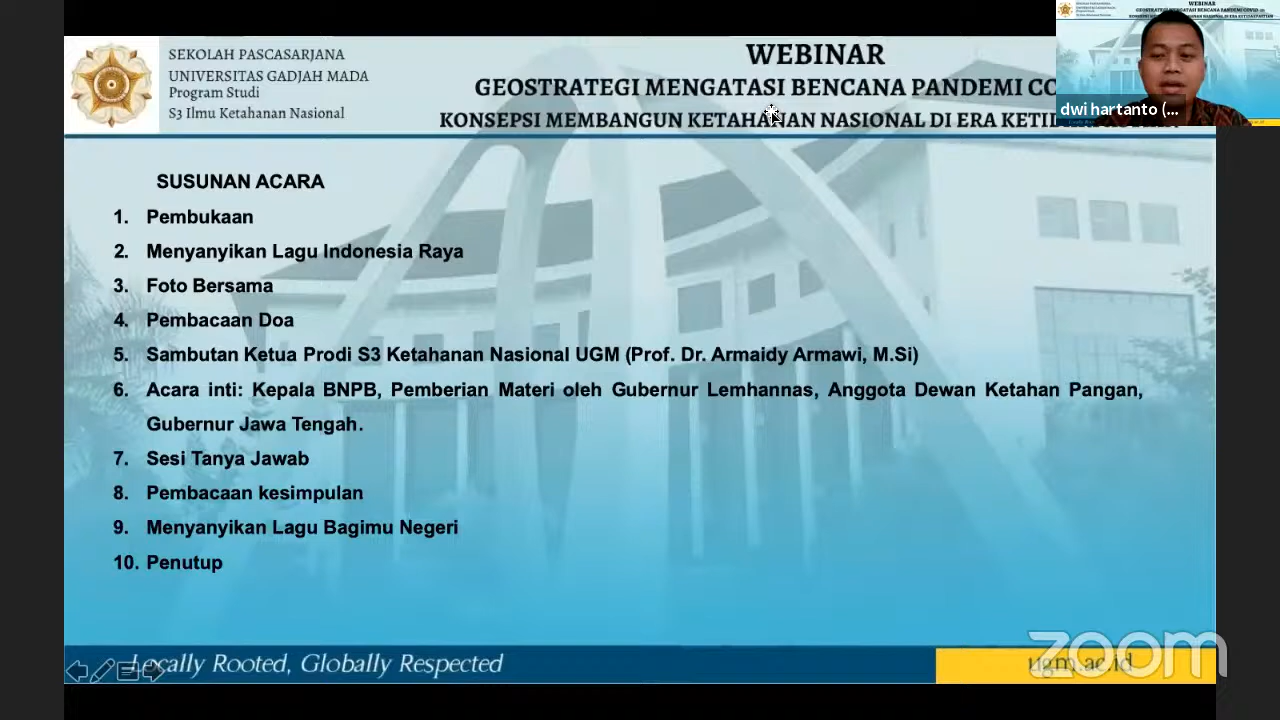 SEKOLAH PASCASARJANA
UNIVERSITAS GADJAH MADA
Program Studi
S3 Ilmu Ketahanan Nasional
WEBINAR
GEOSTRATEGI MENGATASI BENCANA PANDEMI
KONSEPSI MEMBANGUN KETAHANAN NASIONAL DI ERA
dwi hartanto (...
SUSUNAN ACARA
1. Pembukaan
2. Menyanyikan Lagu Indonesia Raya
3. Foto Bersama
4. Pembacaan Doa
5. Sambutan Ketua Prodi S3 Ketahanan Nasional UGM (Prof. Dr. Armaidy Armawi, M.Si)
6. Acara inti: Kepala BNPB, Pemberian Materi oleh Gubernur Lemhannas, Anggota Dewan Ketahan Pangan,
Gubernur Jawa Tengah.
7. Sesi Tanya Jawab
8. Pembacaan kesimpulan
9. Menyanyikan Lagu Bagimu Negeri
10. Penutup
Locally Rooted, Globally Respected
ugm.ac.id
zoom